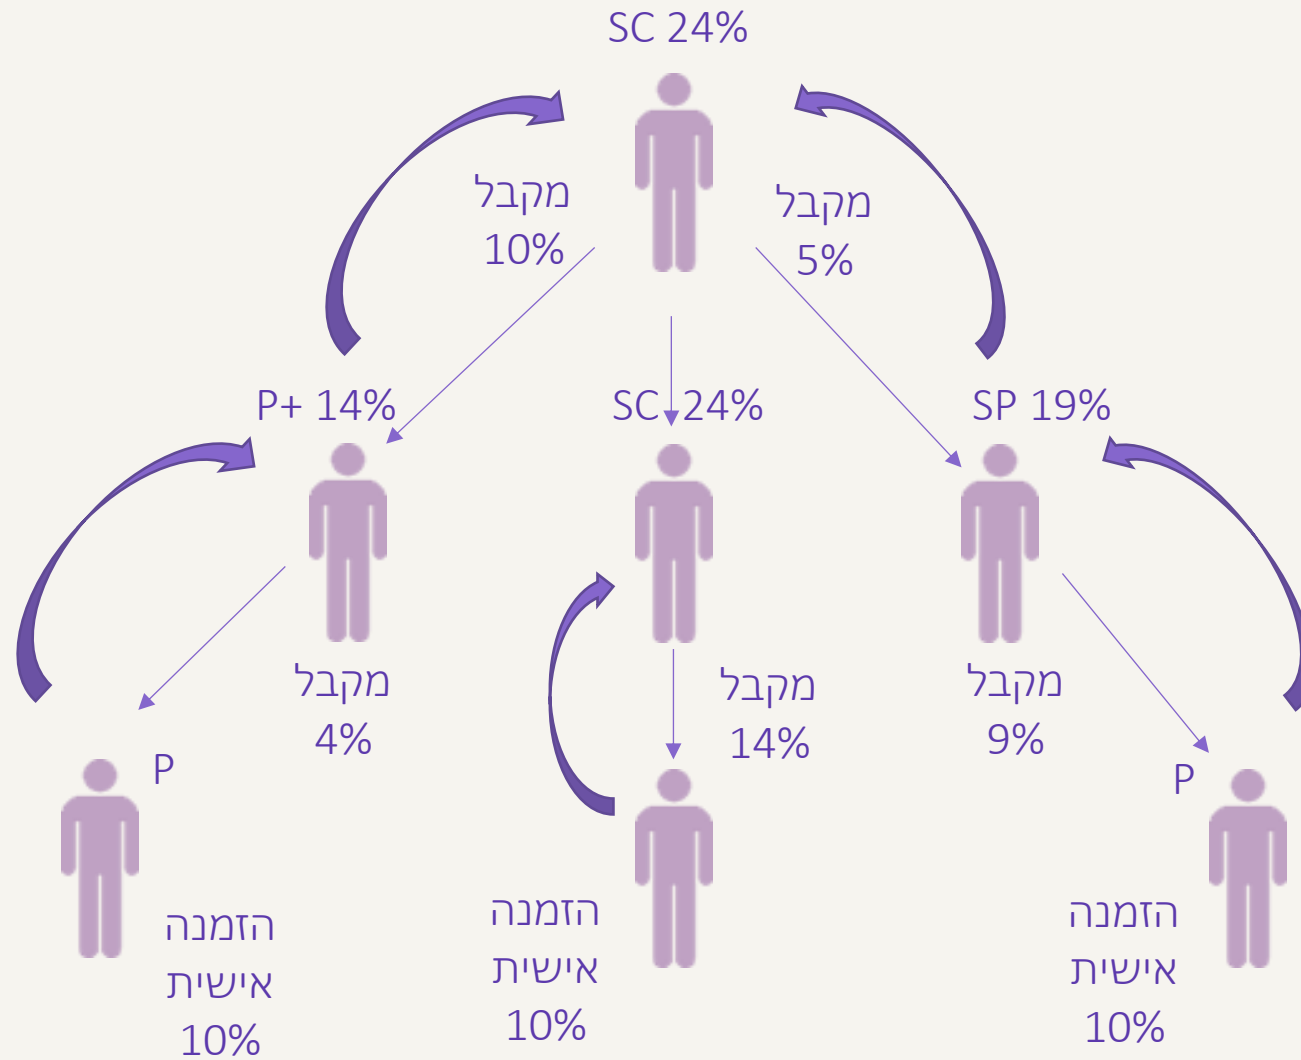 SC 24%
מקבל
10%
מקבל
5%
P+ 14%
SC 24%
SP 19%
מקבל
4%
מקבל
14%
מקבל
9%
P
P
הזמנה
אישית
10%
הזמנה
אישית
10%
הזמנה
אישית
10%